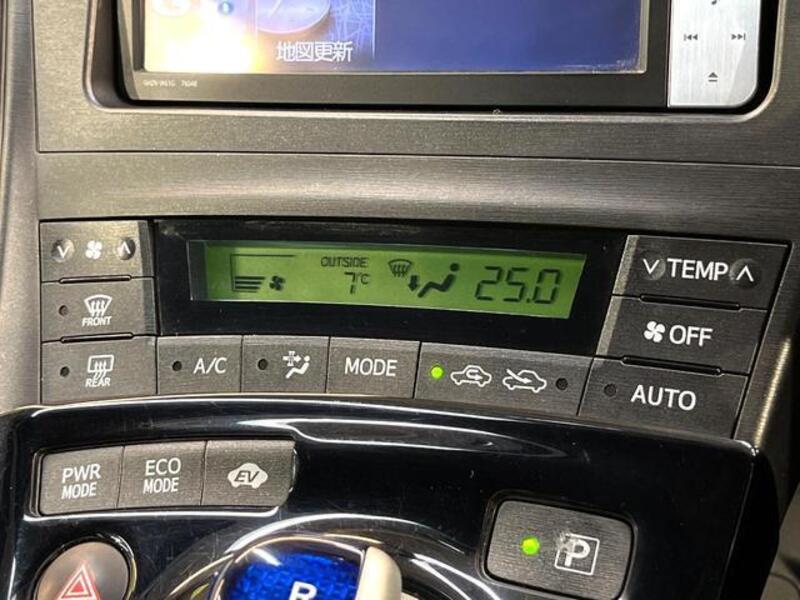 地図更新
OUTSIDE
7℃
25.0
TEMP
FRONT
OFF
REAR
A/C
MODE
AUTO
PWR MODE
ECO MODE
EV
P
R